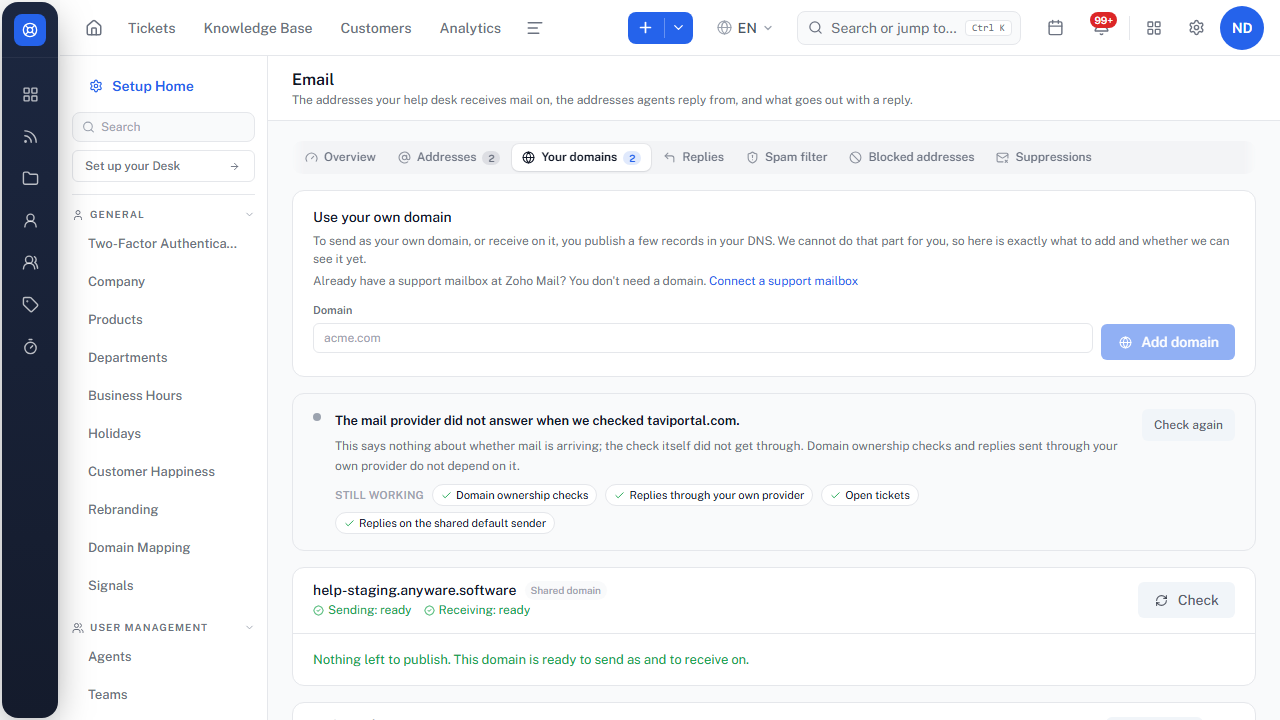 Tickets
Knowledge Base
Customers
Analytics
EN
Search or jump to...
Ctrl K
99+
ND
Setup Home
Search
Set up your Desk
GENERAL
Two-Factor Authentica...
Company
Products
Departments
Business Hours
Holidays
Customer Happiness
Rebranding
Domain Mapping
Signals
USER MANAGEMENT
Agents
Teams
Email
The addresses your help desk receives mail on, the addresses agents reply from, and what goes out with a reply.
Overview
Addresses 2
Your domains 2
Replies
Spam filter
Blocked addresses
Suppressions
Use your own domain
To send as your own domain, or receive on it, you publish a few records in your DNS. We cannot do that part for you, so here is exactly what to add and whether we can
see it yet.
Already have a support mailbox at Zoho Mail? You don't need a domain. Connect a support mailbox
Domain
acme.com
Add domain
The mail provider did not answer when we checked taviportal.com.
Check again
This says nothing about whether mail is arriving; the check itself did not get through. Domain ownership checks and replies sent through your
own provider do not depend on it.
STILL WORKING
Domain ownership checks
Replies through your own provider
Open tickets
Replies on the shared default sender
help-staging.anyware.software
Shared domain
Sending: ready
Receiving: ready
Check
Nothing left to publish. This domain is ready to send as and to receive on.